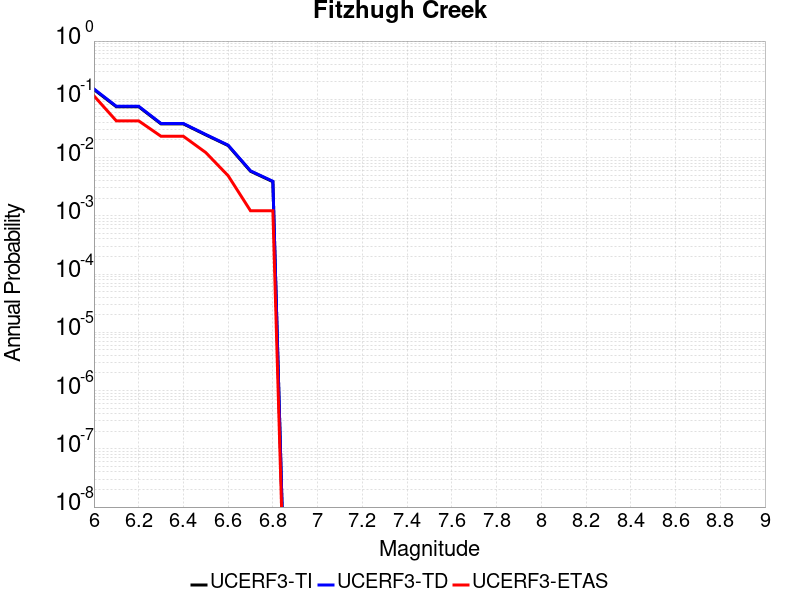 Fitzhugh Creek
Annual Probability
10^0
10^-1
10^-2
10^-3
10^-4
10^-5
10^-6
10^-7
10^-8
6 6.2 6.4 6.6 6.8 7 7.2 7.4 7.6 7.8 8 8.2 8.4 8.6 8.8 9
Magnitude
UCERF3-TI UCERF3-TD UCERF3-ETAS